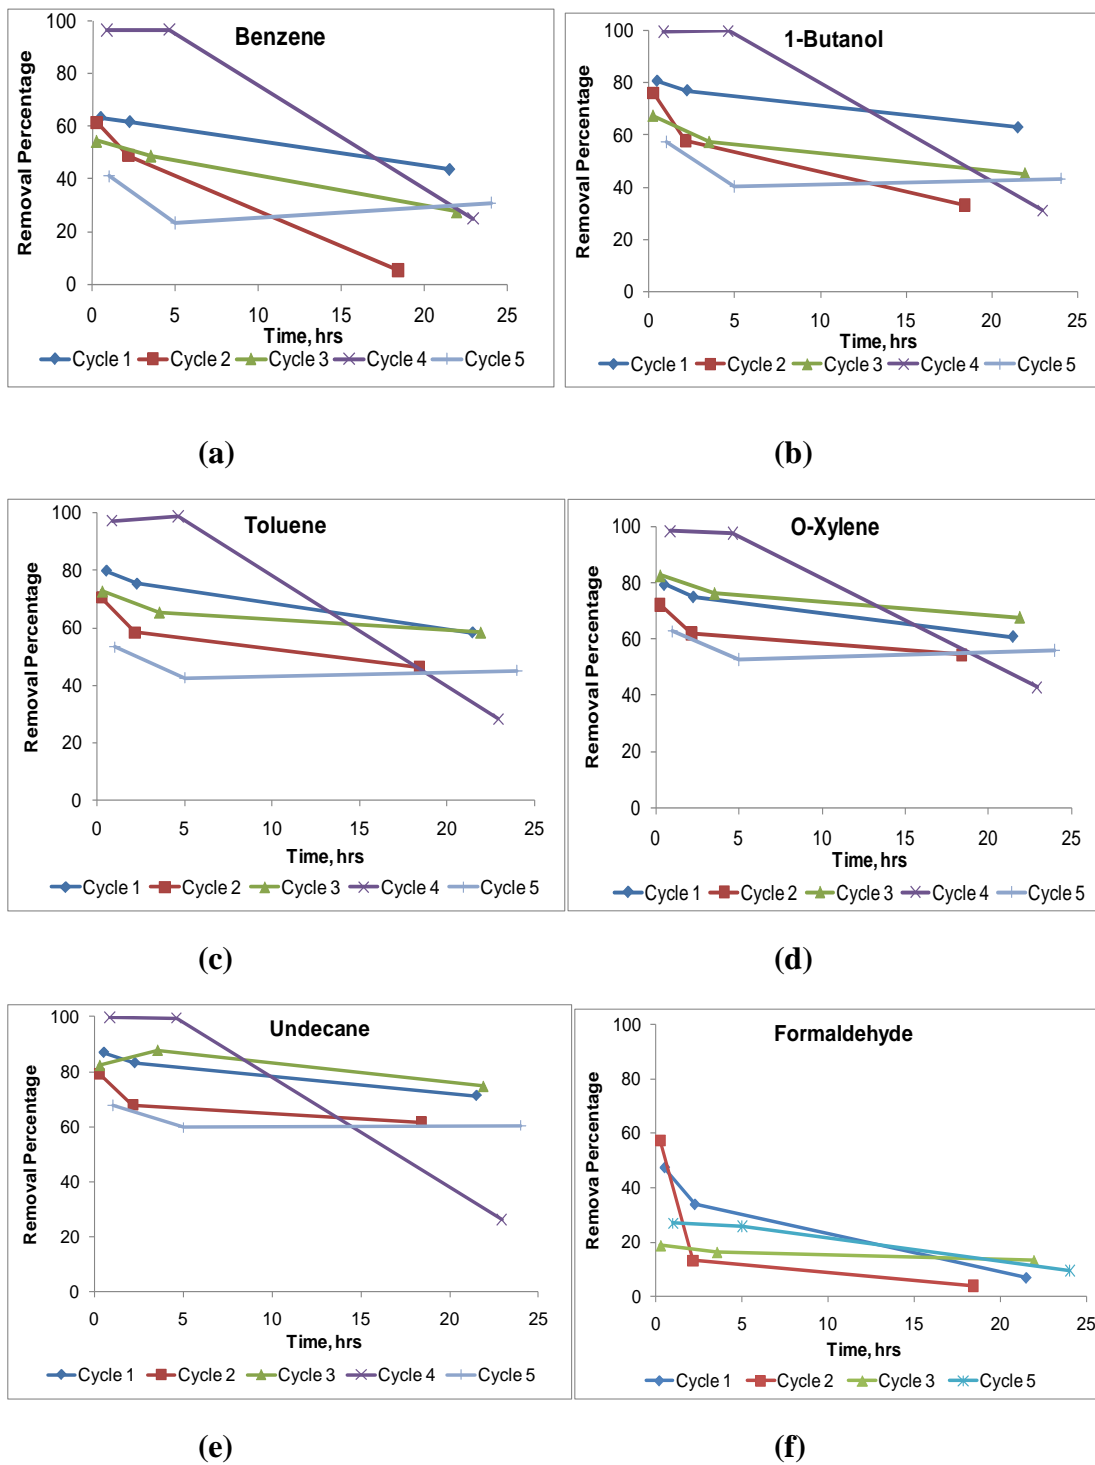 Benzene
Removal Percentage
100
80
60
40
20
0
0 5 10 15 20 25
Time, hrs
Cycle 1 Cycle 2 Cycle 3 Cycle 4 Cycle 5
(a)
1-Butanol
Removal Percentage
100
80
60
40
20
0
0 5 10 15 20 25
Time, hrs
Cycle 1 Cycle 2 Cycle 3 Cycle 4 Cycle 5
(b)
Toluene
Removal Percentage
100
80
60
40
20
0
0 5 10 15 20 25
Time, hrs
Cycle 1 Cycle 2 Cycle 3 Cycle 4 Cycle 5
(c)
O-Xylene
Removal Percentage
100
80
60
40
20
0
0 5 10 15 20 25
Time, hrs
Cycle 1 Cycle 2 Cycle 3 Cycle 4 Cycle 5
(d)
Undecane
Removal Percentage
100
80
60
40
20
0
0 5 10 15 20 25
Time, hrs
Cycle 1 Cycle 2 Cycle 3 Cycle 4 Cycle 5
(e)
Formaldehyde
Remova Percentage
100
80
60
40
20
0
0 5 10 15 20 25
Time, hrs
Cycle 1 Cycle 2 Cycle 3 Cycle 5
(f)